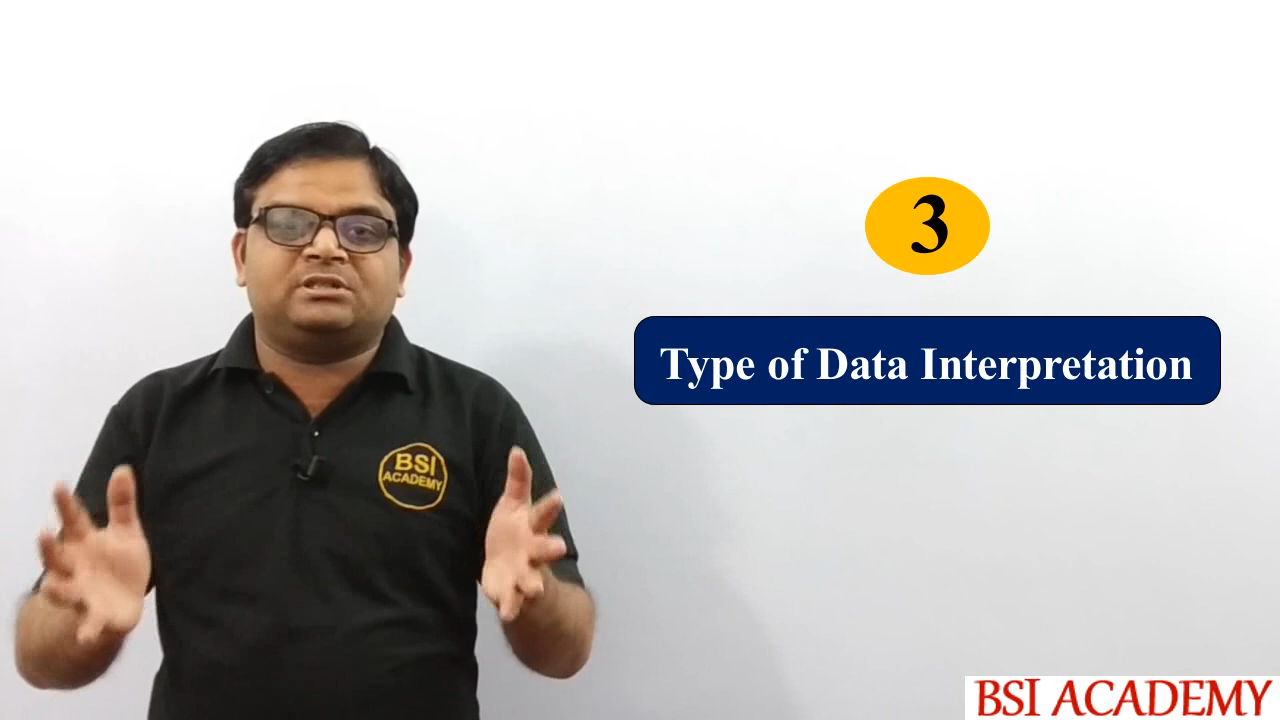 3
Type of Data Interpretation
BSI
ACADEMY
BSI ACADEMY